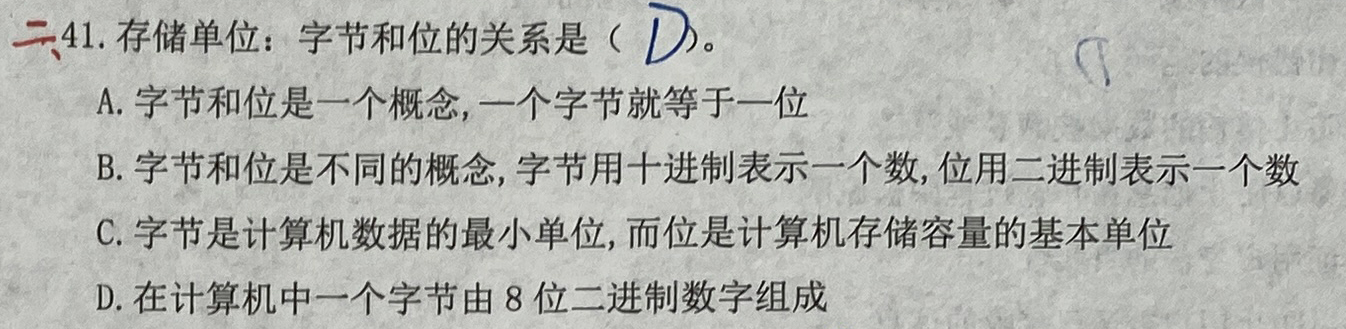 二、41. 存储单位：字节和位的关系是（ D ）。
A. 字节和位是一个概念,一个字节就等于一位
B. 字节和位是不同的概念,字节用十进制表示一个数,位用二进制表示一个数
C. 字节是计算机数据的最小单位,而位是计算机存储容量的基本单位
D. 在计算机中一个字节由 8 位二进制数字组成